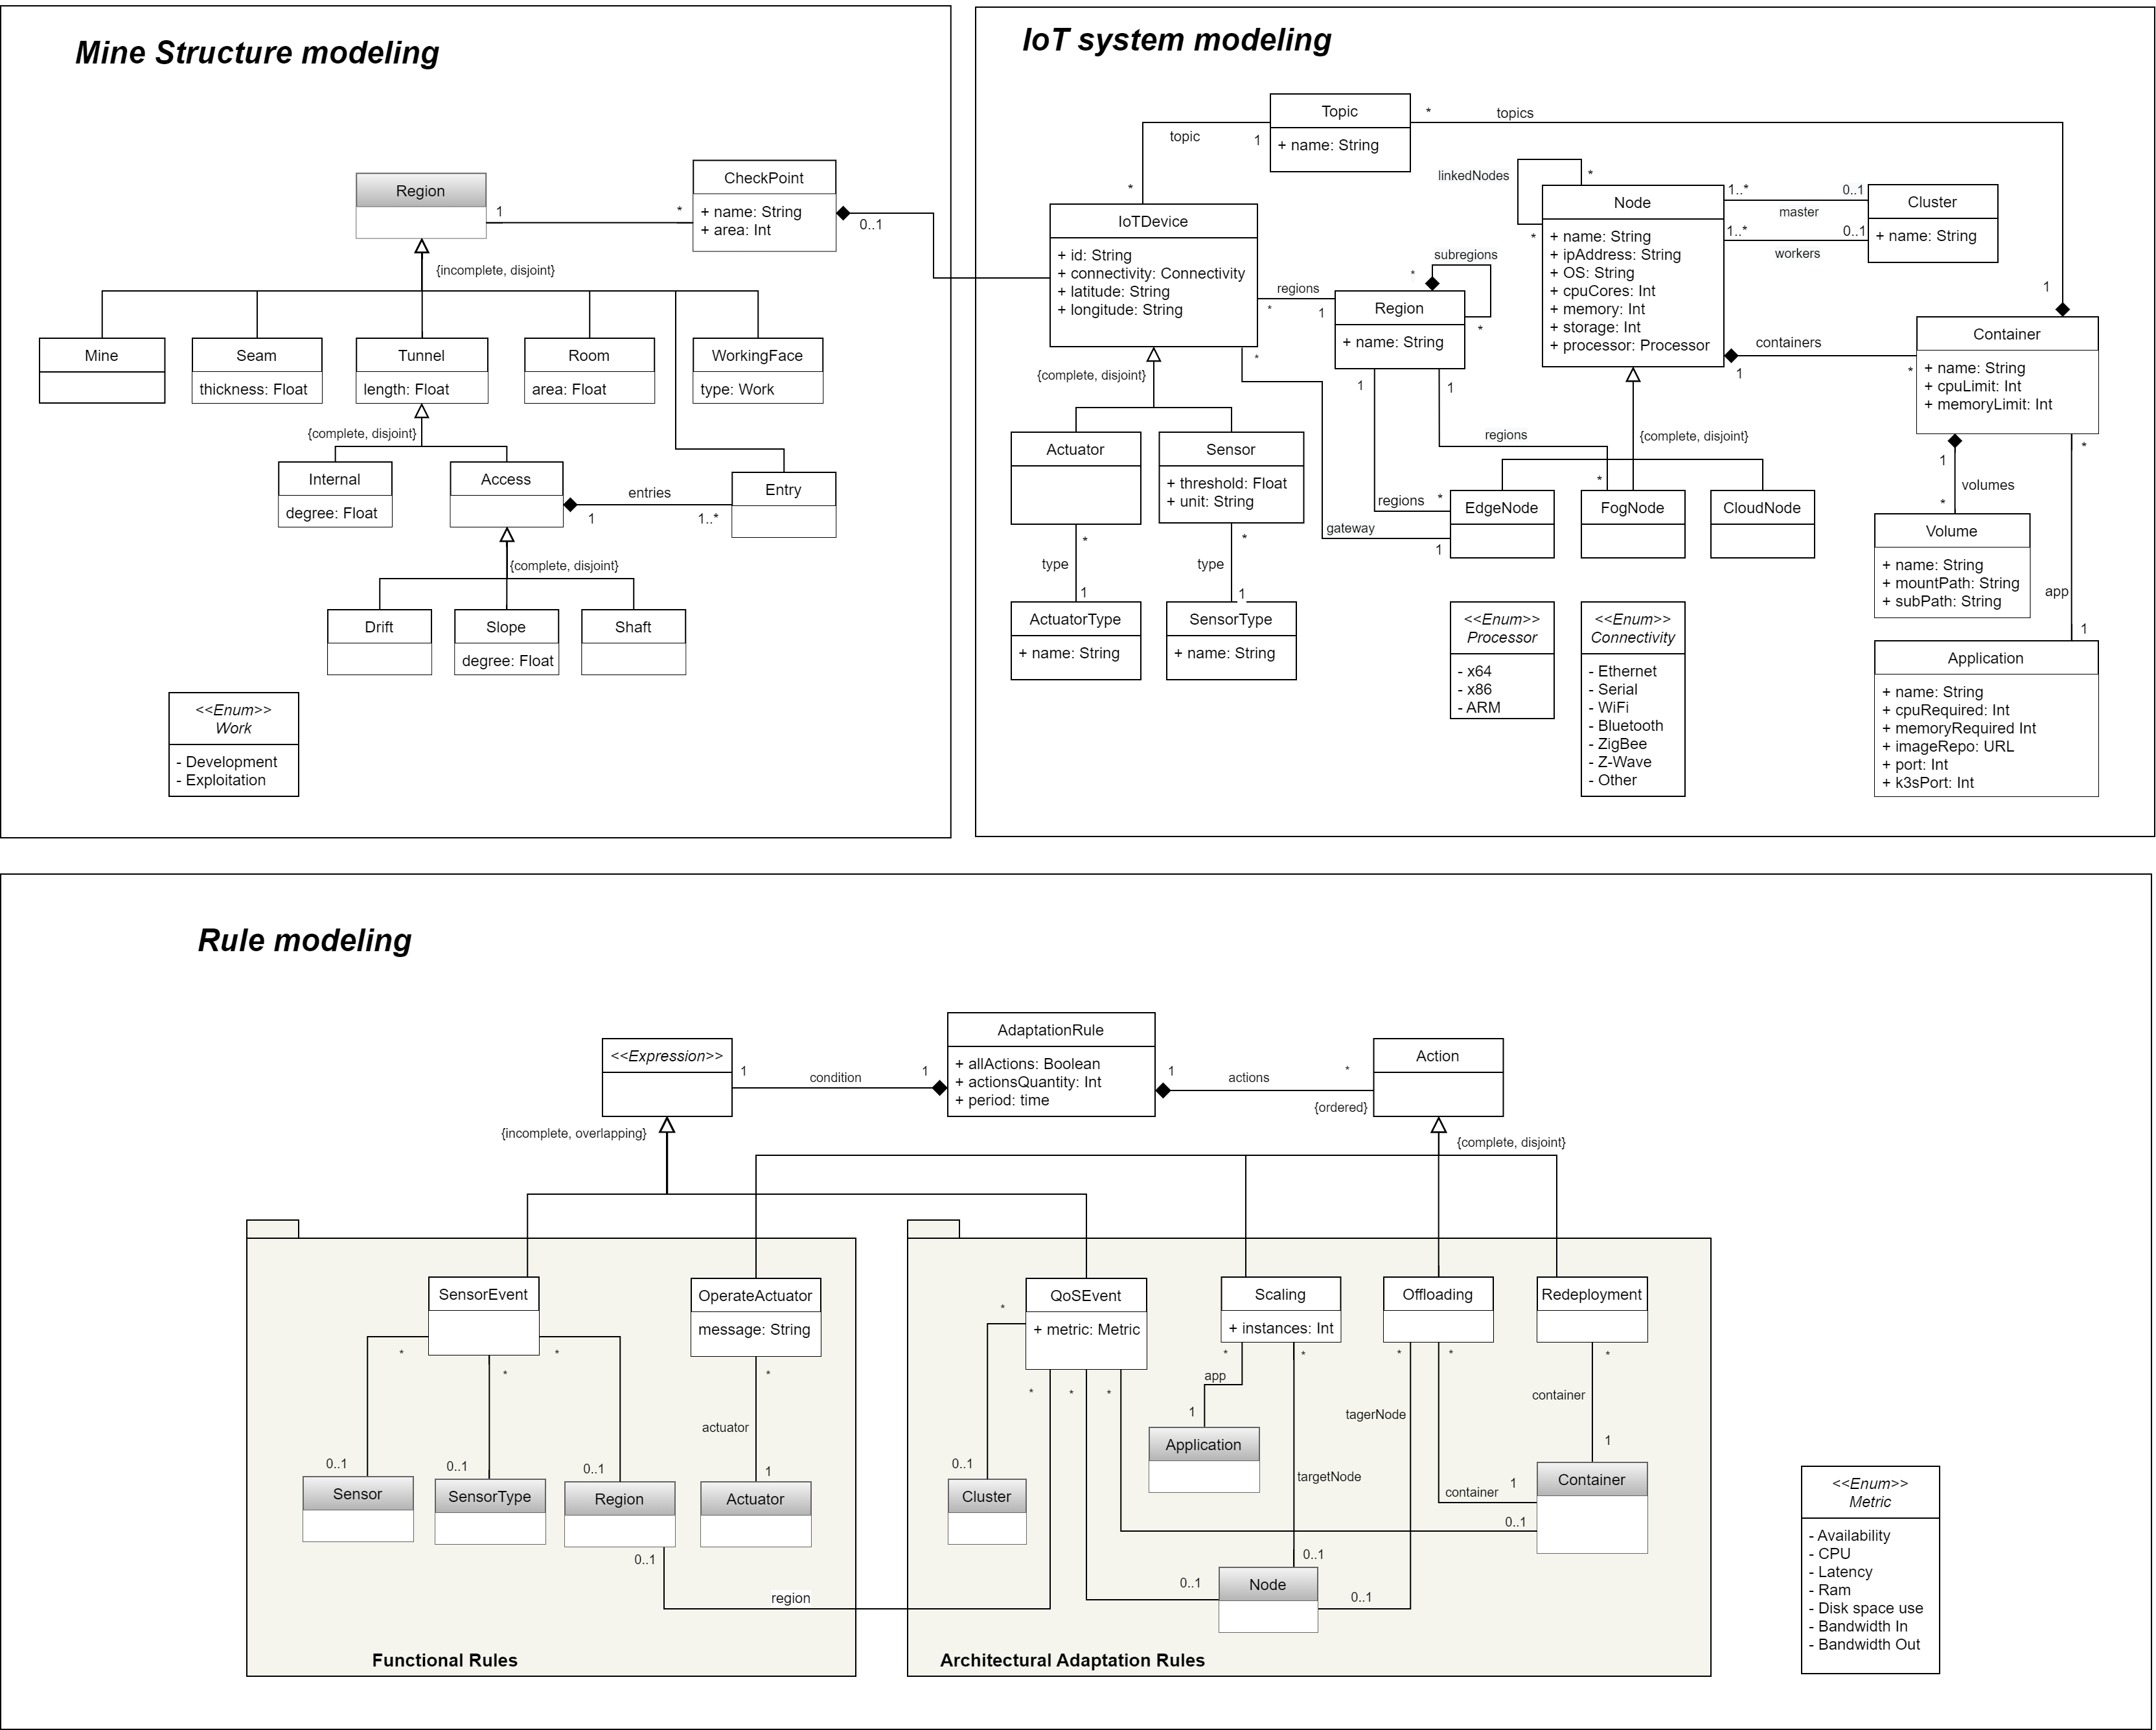 Mine Structure modeling
Region
1
*
CheckPoint
+ name: String
+ area: Int
0..1
{incomplete, disjoint}
Mine
Seam
thickness: Float
Tunnel
length: Float
Room
area: Float
WorkingFace
type: Work
{complete, disjoint}
Internal
degree: Float
Access
entries
1
1..*
Entry
{complete, disjoint}
Drift
Slope
degree: Float
Shaft
<<Enum>>
Work
- Development
- Exploitation
IoT system modeling
Topic
+ name: String
topic
1
*
*
topics
1
IoTDevice
+ id: String
+ connectivity: Connectivity
+ latitude: String
+ longitude: String
regions
*
1
subregions
*
*
Region
+ name: String
linkedNodes
*
*
Node
+ name: String
+ ipAddress: String
+ OS: String
+ cpuCores: Int
+ memory: Int
+ storage: Int
+ processor: Processor
1..*
0..1
master
1..*
0..1
workers
Cluster
+ name: String
containers
1
*
Container
+ name: String
+ cpuLimit: Int
+ memoryLimit: Int
{complete, disjoint}
*
Actuator
Sensor
+ threshold: Float
+ unit: String
1
1
regions
*
regions
*
gateway
1
{complete, disjoint}
EdgeNode
FogNode
CloudNode
1
volumes
*
Volume
+ name: String
+ mountPath: String
+ subPath: String
*
app
1
*
type
1
*
type
1
ActuatorType
+ name: String
SensorType
+ name: String
<<Enum>>
Processor
- x64
- x86
- ARM
<<Enum>>
Connectivity
- Ethernet
- Serial
- WiFi
- Bluetooth
- ZigBee
- Z-Wave
- Other
Application
+ name: String
+ cpuRequired: Int
+ memoryRequired Int
+ imageRepo: URL
+ port: Int
+ k3sPort: Int
Rule modeling
<<Expression>>
1
condition
1
AdaptationRule
+ allActions: Boolean
+ actionsQuantity: Int
+ period: time
1
actions
*
{ordered}
Action
{incomplete, overlapping}
{complete, disjoint}
SensorEvent
*
*
*
OperateActuator
message: String
*
actuator
1
0..1
Sensor
0..1
SensorType
0..1
Region
Actuator
0..1
region
Functional Rules
QoSEvent
+ metric: Metric
*
*
*
*
Scaling
+ instances: Int
*
*
app
1
Application
targetNode
0..1
Offloading
*
*
tagerNode
container
1
Redeployment
*
container
1
Container
0..1
0..1
Cluster
0..1
Node
0..1
Architectural Adaptation Rules
<<Enum>>
Metric
- Availability
- CPU
- Latency
- Ram
- Disk space use
- Bandwidth In
- Bandwidth Out